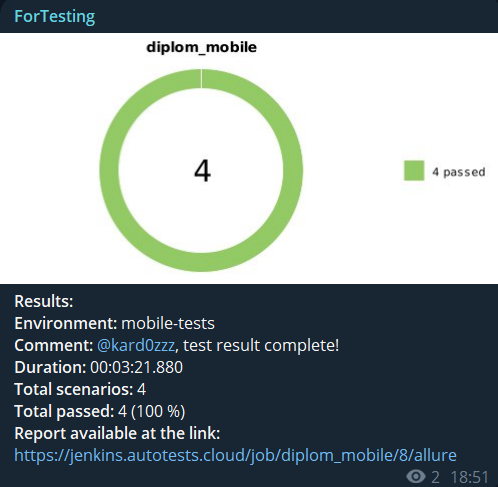 ForTesting
diplom_mobile
4
4 passed
Results:
Environment: mobile-tests
Comment: @kard0zzz, test result complete!
Duration: 00:03:21.880
Total scenarios: 4
Total passed: 4 (100 %)
Report available at the link:
https://jenkins.autotests.cloud/job/diplom_mobile/8/allure
2 18:51